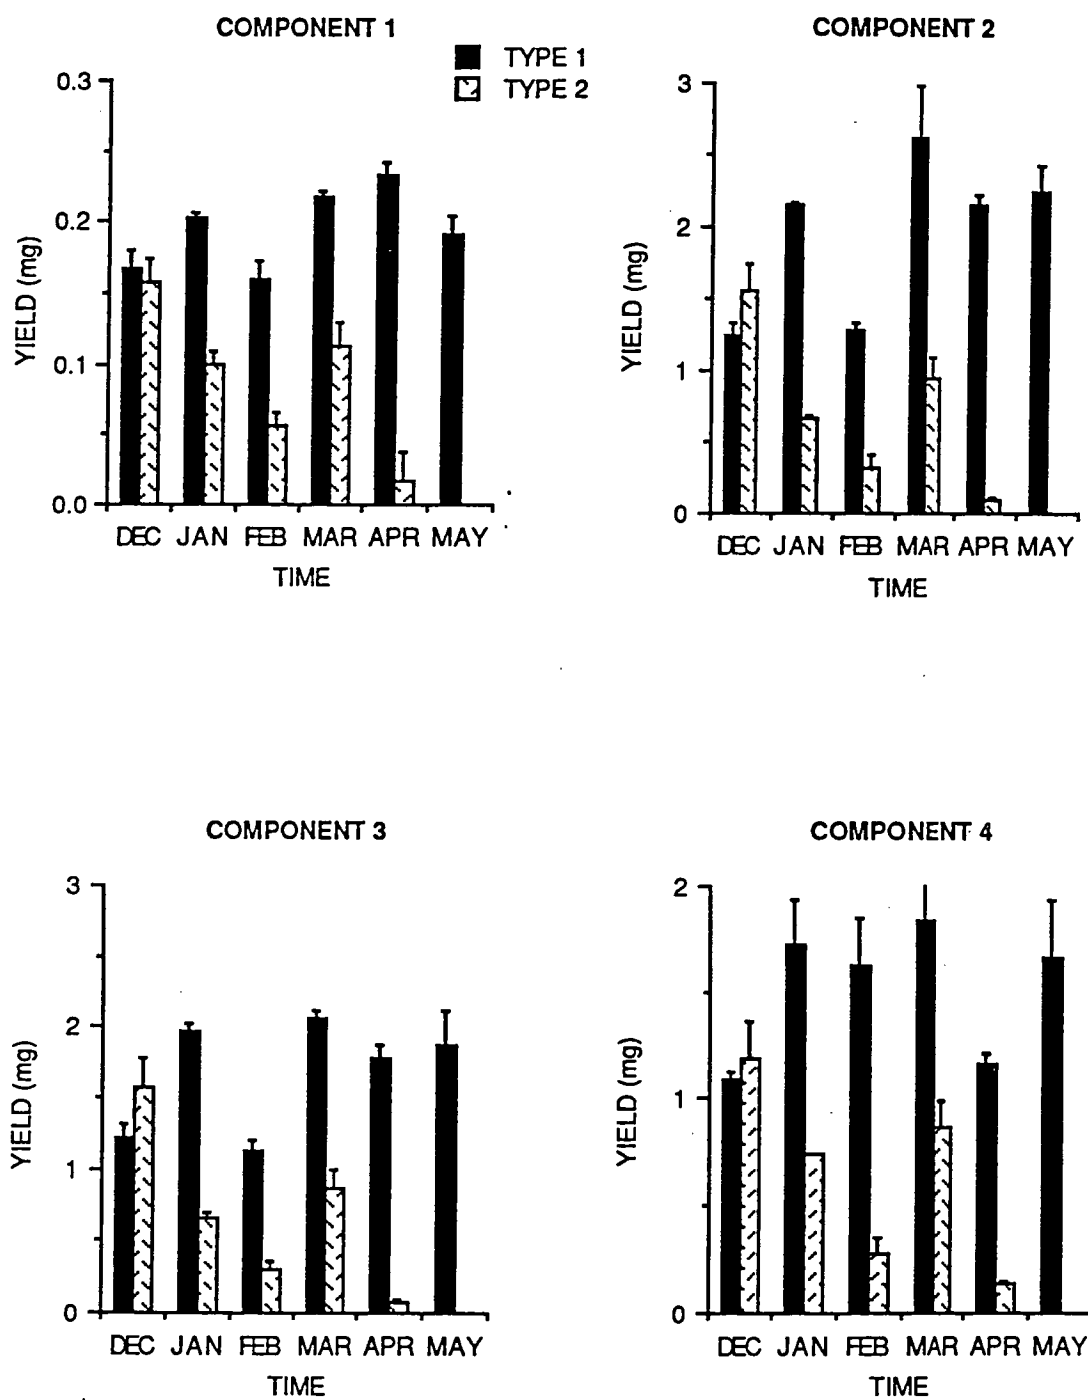 COMPONENT 1
TYPE 1
TYPE 2
0.3
0.2
0.1
0.0
YIELD (mg)
DEC JAN FEB MAR APR MAY
TIME
COMPONENT 2
3
2
1
0
YIELD (mg)
DEC JAN FEB MAR APR MAY
TIME
COMPONENT 3
3
2
1
0
YIELD (mg)
DEC JAN FEB MAR APR MAY
TIME
COMPONENT 4
2
1
0
YIELD (mg)
DEC JAN FEB MAR APR MAY
TIME